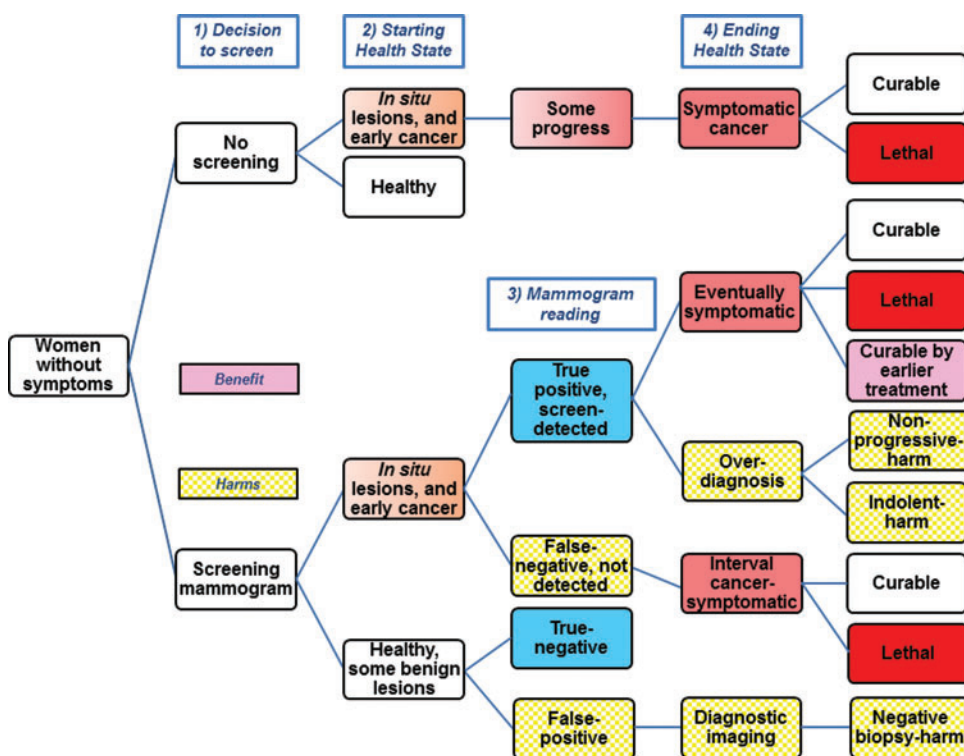 1) Decision
to screen
2) Starting
Health State
4) Ending
Health State
No
screening
In situ
lesions, and
early cancer
Some
progress
Symptomatic
cancer
Curable
Lethal
Healthy
3) Mammogram
reading
Eventually
symptomatic
Curable
Lethal
Curable by
earlier
treatment
Women
without
symptoms
Benefit
Harms
True
positive,
screen-
detected
Over-
diagnosis
Non-
progressive-
harm
Indolent-
harm
In situ
lesions, and
early cancer
Screening
mammogram
False-
negative, not
detected
Interval
cancer-
symptomatic
Curable
Lethal
Healthy,
some benign
lesions
True-
negative
False-
positive
Diagnostic
imaging
Negative
biopsy-harm